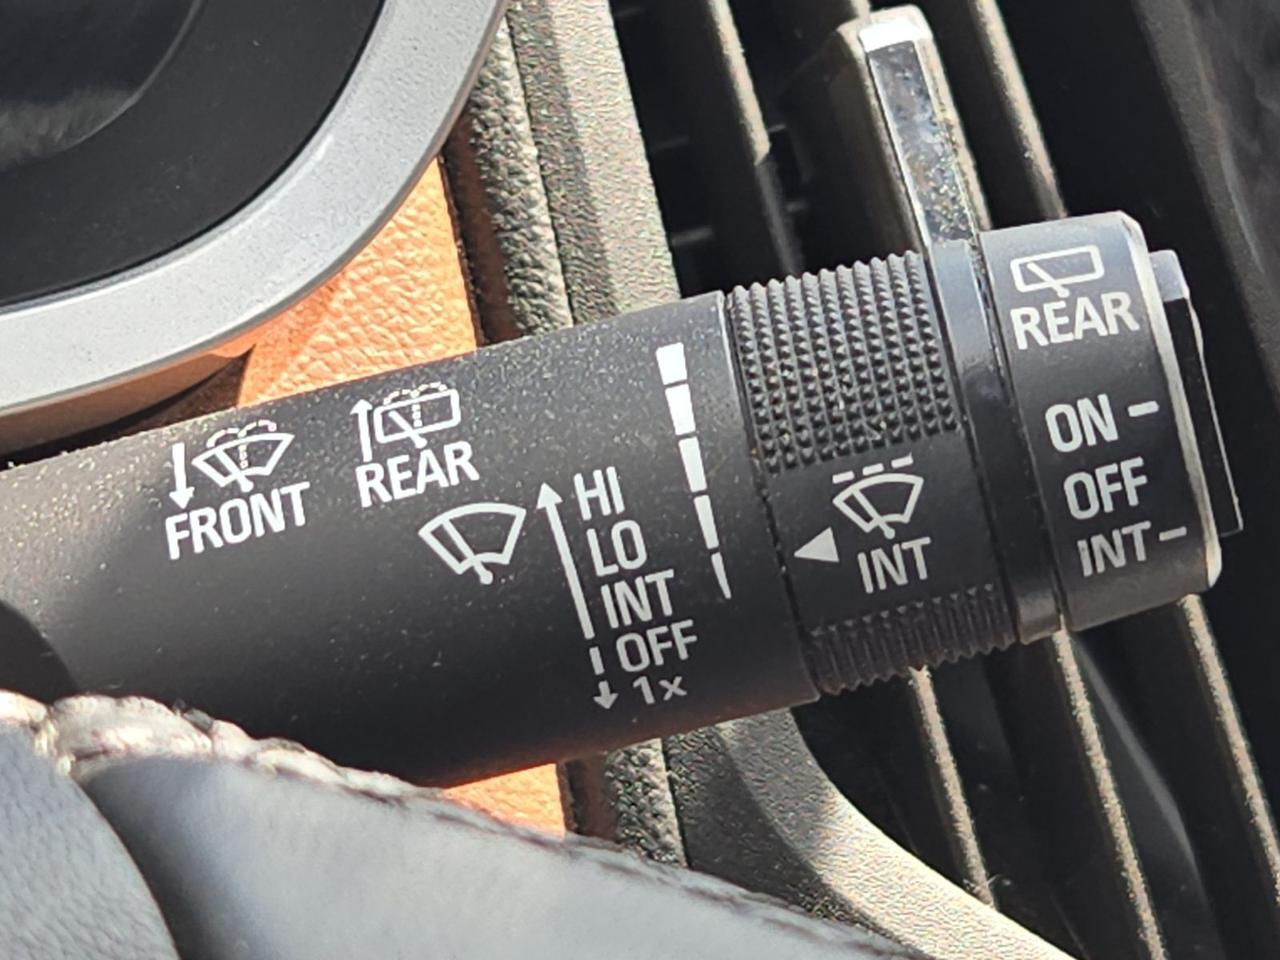 FRONT
REAR
HI
LO
INT
OFF
1x
INT
REAR
ON
OFF
INT